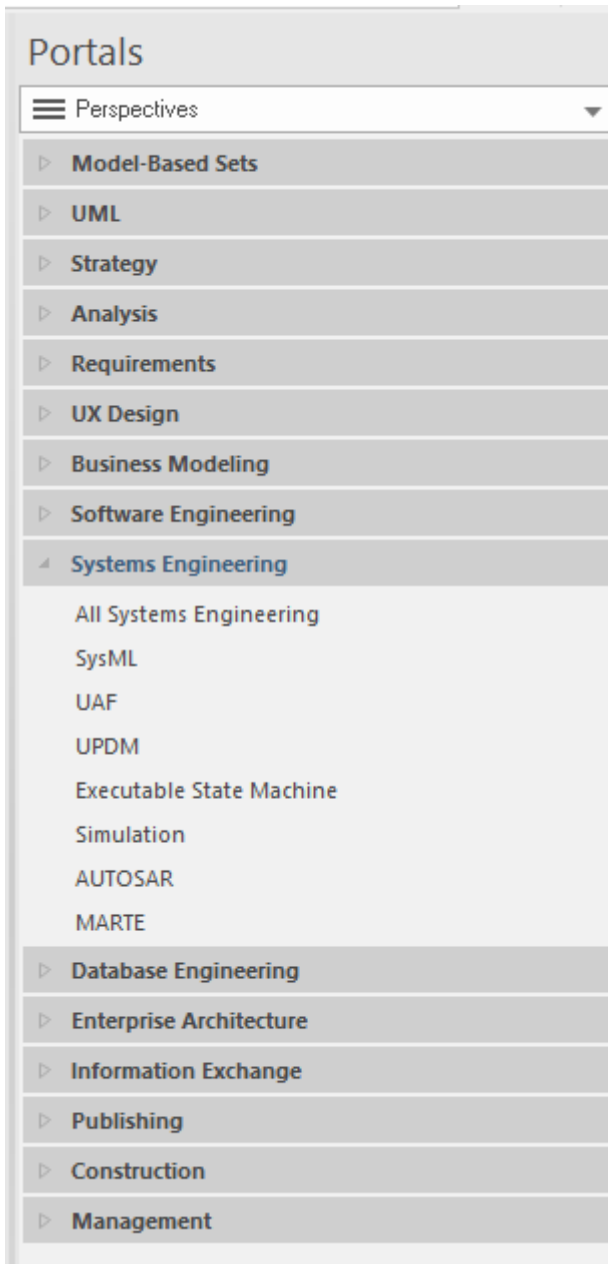 Portals
Perspectives
Model-Based Sets
UML
Strategy
Analysis
Requirements
UX Design
Business Modeling
Software Engineering
Systems Engineering
All Systems Engineering
SysML
UAF
UPDM
Executable State Machine
Simulation
AUTOSAR
MARTE
Database Engineering
Enterprise Architecture
Information Exchange
Publishing
Construction
Management